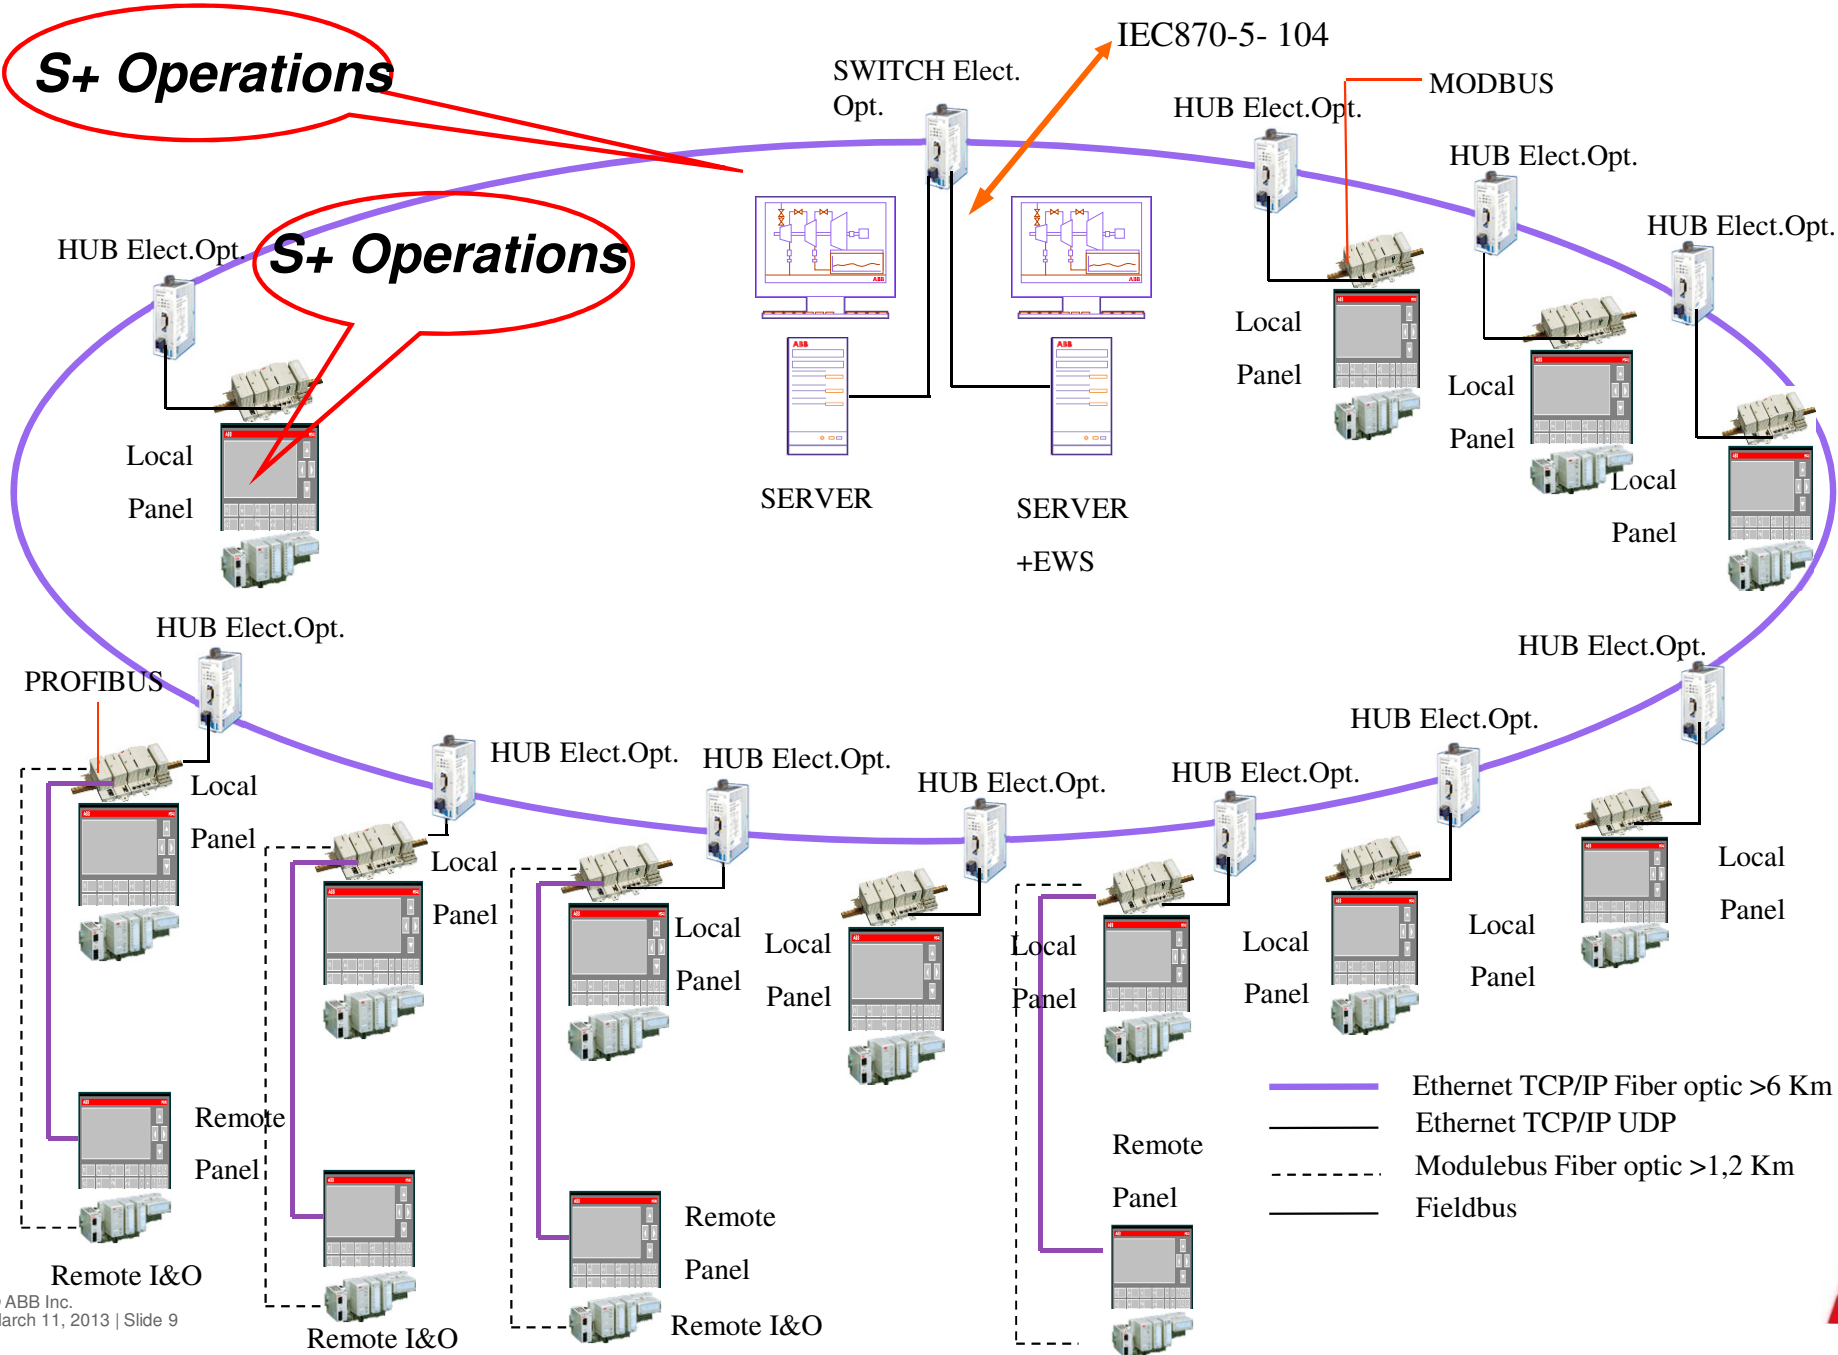 IEC870-5- 104
S+ Operations
SWITCH Elect.
Opt.
MODBUS
HUB Elect.Opt.
HUB Elect.Opt.
HUB Elect.Opt.
HUB Elect.Opt.
S+ Operations
ABB
ABB
Local
Panel
ABB
ABB
Local
Panel
Local
Panel
Local
Panel
SERVER
SERVER
+EWS
HUB Elect.Opt.
PROFIBUS
HUB Elect.Opt.
HUB Elect.Opt.
HUB Elect.Opt.
HUB Elect.Opt.
HUB Elect.Opt.
HUB Elect.Opt.
Local
Panel
Local
Panel
Local
Panel
Local
Panel
Local
Panel
Local
Panel
Local
Panel
Local
Panel
Ethernet TCP/IP Fiber optic >6 Km
Ethernet TCP/IP UDP
Modulebus Fiber optic >1,2 Km
Fieldbus
Remote
Panel
Remote
Panel
Remote
Panel
Remote I&O
Remote I&O
Remote I&O
ABB Inc.
March 11, 2013 | Slide 9